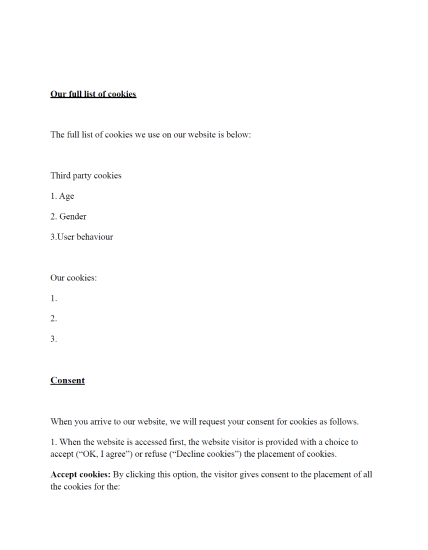 Our full list of cookies
The full list of cookies we use on our website is below:
Third party cookies
1. Age
2. Gender
3.User behaviour
Our cookies:
1.
2.
3.
Consent
When you arrive to our website, we will request your consent for cookies as follows.
1. When the website is accessed first, the website visitor is provided with a choice to
accept (“OK, I agree”) or refuse (“Decline cookies”) the placement of cookies.
Accept cookies: By clicking this option, the visitor gives consent to the placement of all
the cookies for the: